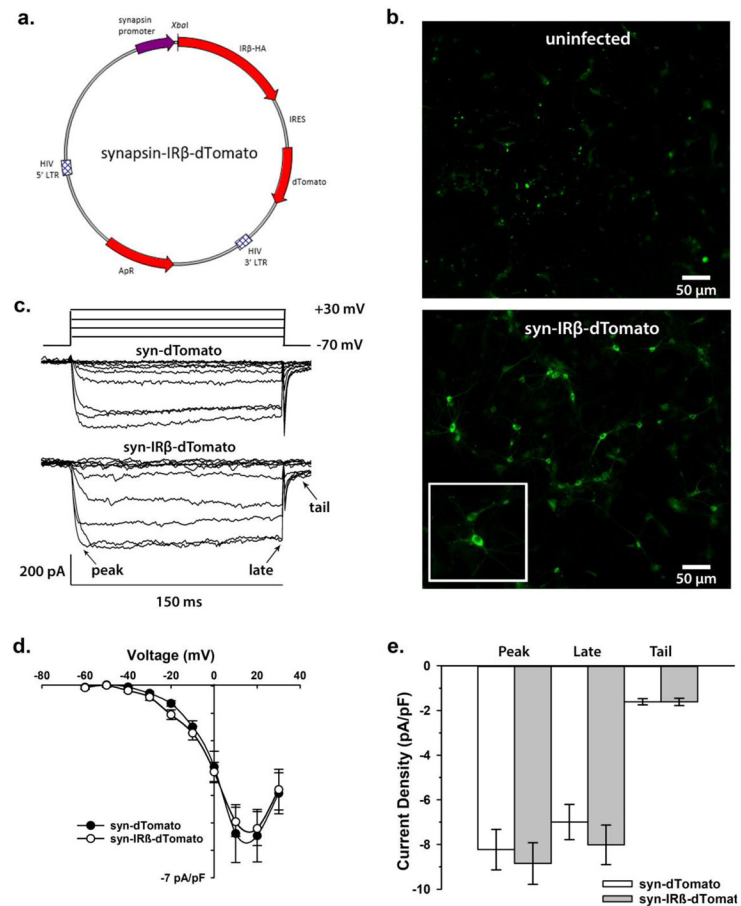 a.
synapsin
promoter
XbaI
IRβ-HA
IRES
synapsin-IRβ-dTomato
dTomato
HIV
5' LTR
HIV
3' LTR
ApR
b.
uninfected
50 µm
syn-IRβ-dTomato
50 µm
c.
+30 mV
-70 mV
syn-dTomato
syn-IRβ-dTomato
tail
peak
late
200 pA
150 ms
d.
Voltage (mV)
-80 -60 -40 -20 0 20 40
syn-dTomato
syn-IRß-dTomato
-7 pA/pF
e.
Peak Late Tail
Current Density (pA/pF)
0
-2
-4
-6
-8
-10
syn-dTomato
syn-IRß-dTomat